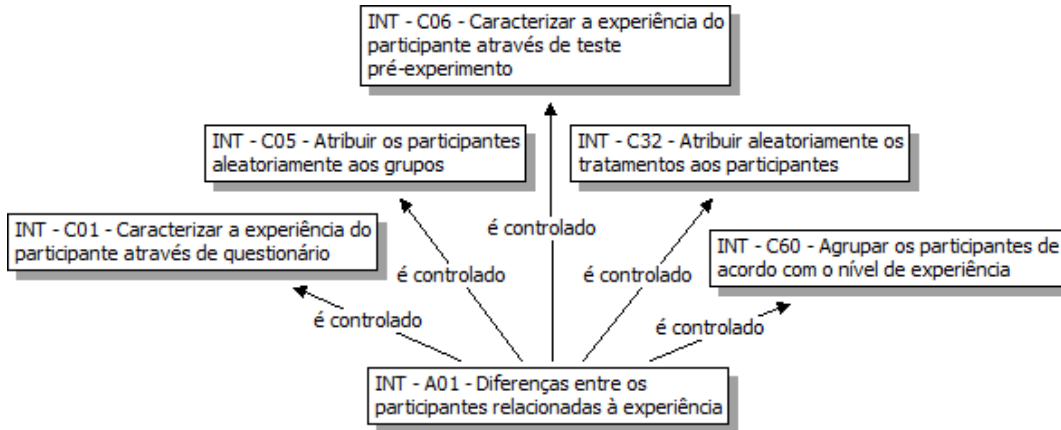 INT - C06 - Caracterizar a experiência do
participante através de teste
pré-experimento
INT - C05 - Atribuir os participantes
aleatoriamente aos grupos
INT - C32 - Atribuir aleatoriamente os
tratamentos aos participantes
INT - C01 - Caracterizar a experiência do
participante através de questionário
é controlado
INT - C60 - Agrupar os participantes de
acordo com o nível de experiência
é controlado
é controlado
é controlado
é controlado
INT - A01 - Diferenças entre os
participantes relacionadas à experiência